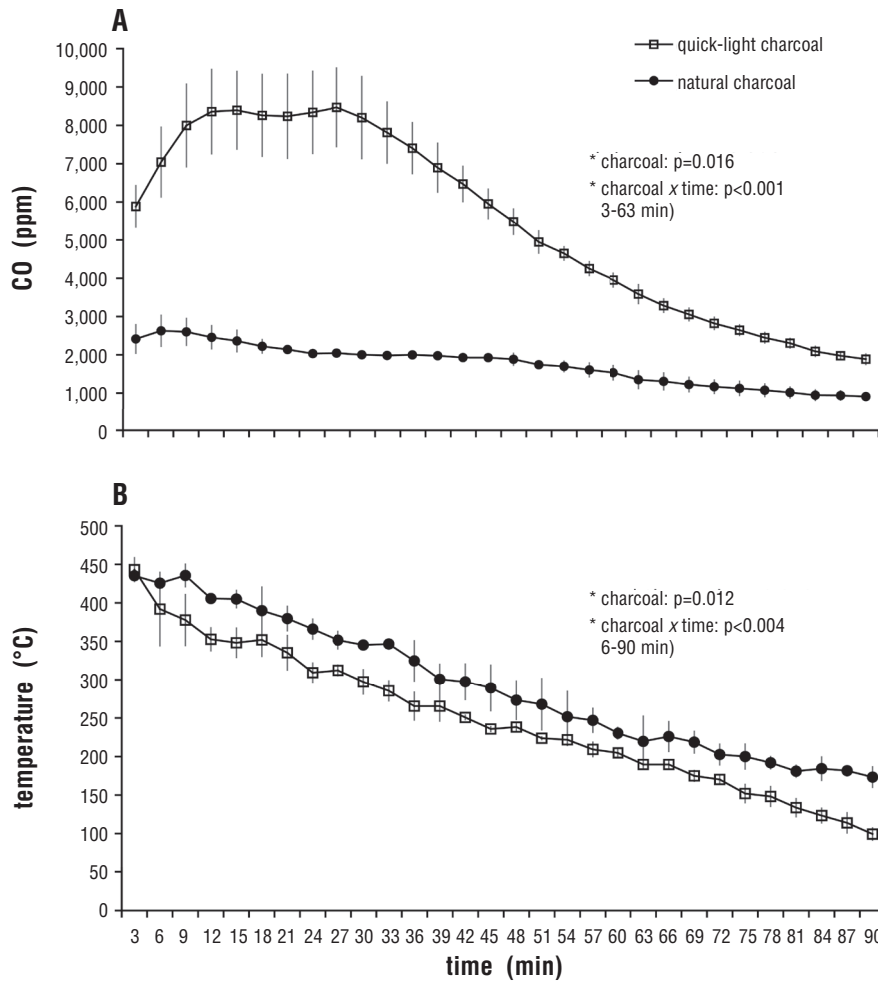 A
10,000
9,000
8,000
7,000
6,000
5,000
4,000
3,000
2,000
1,000
0
CO (ppm)
quick-light charcoal
natural charcoal
* charcoal: p=0.016
* charcoal x time: p<0.001
3-63 min)
B
500
450
400
350
300
250
200
150
100
50
0
temperature (°C)
* charcoal: p=0.012
* charcoal x time: p<0.004
6-90 min)
3 6 9 12 15 18 21 24 27 30 33 36 39 42 45 48 51 54 57 60 63 66 69 72 75 78 81 84 87 90
time (min)